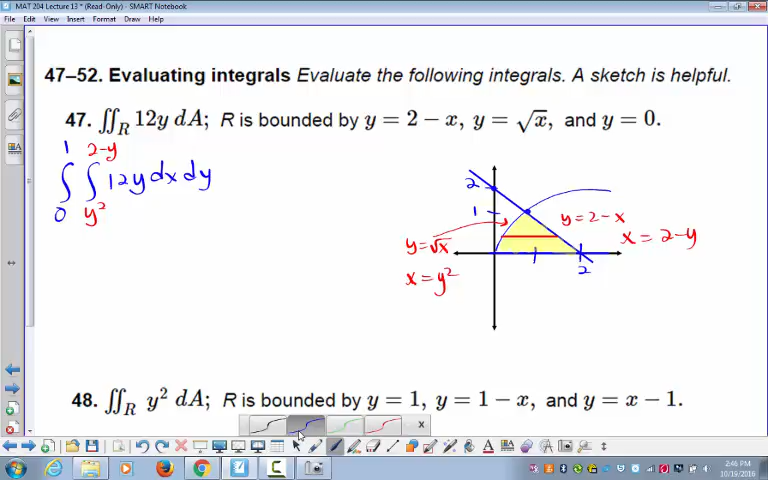 MAT 204 Lecture 13 * (Read-Only) - SMART Notebook
File Edit View Insert Format Draw Help
47–52. Evaluating integrals Evaluate the following integrals. A sketch is helpful.
47. ∬_R 12y dA; R is bounded by y = 2 − x, y = √x, and y = 0.
∫_0^1 ∫_{y²}^{2-y} 12y dx dy
2
1
y = 2 - x
x = 2 - y
y = √x
x = y²
1
2
48. ∬_R y² dA; R is bounded by y = 1, y = 1 − x, and y = x − 1.
x
A
2:46 PM
10/19/2016